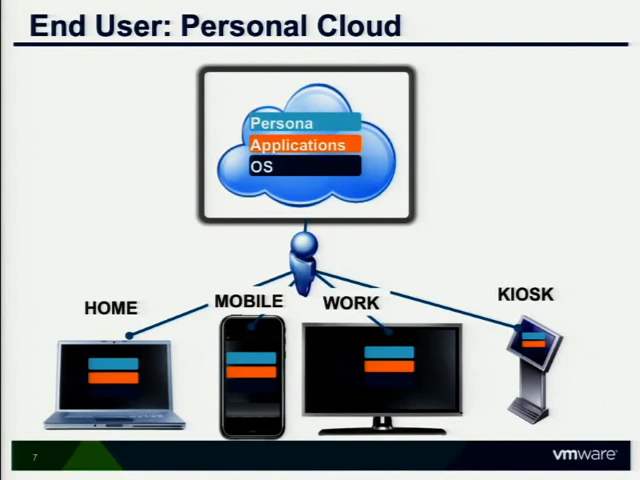 End User: Personal Cloud
Persona
Applications
OS
HOME
MOBILE
WORK
KIOSK
7
vmware